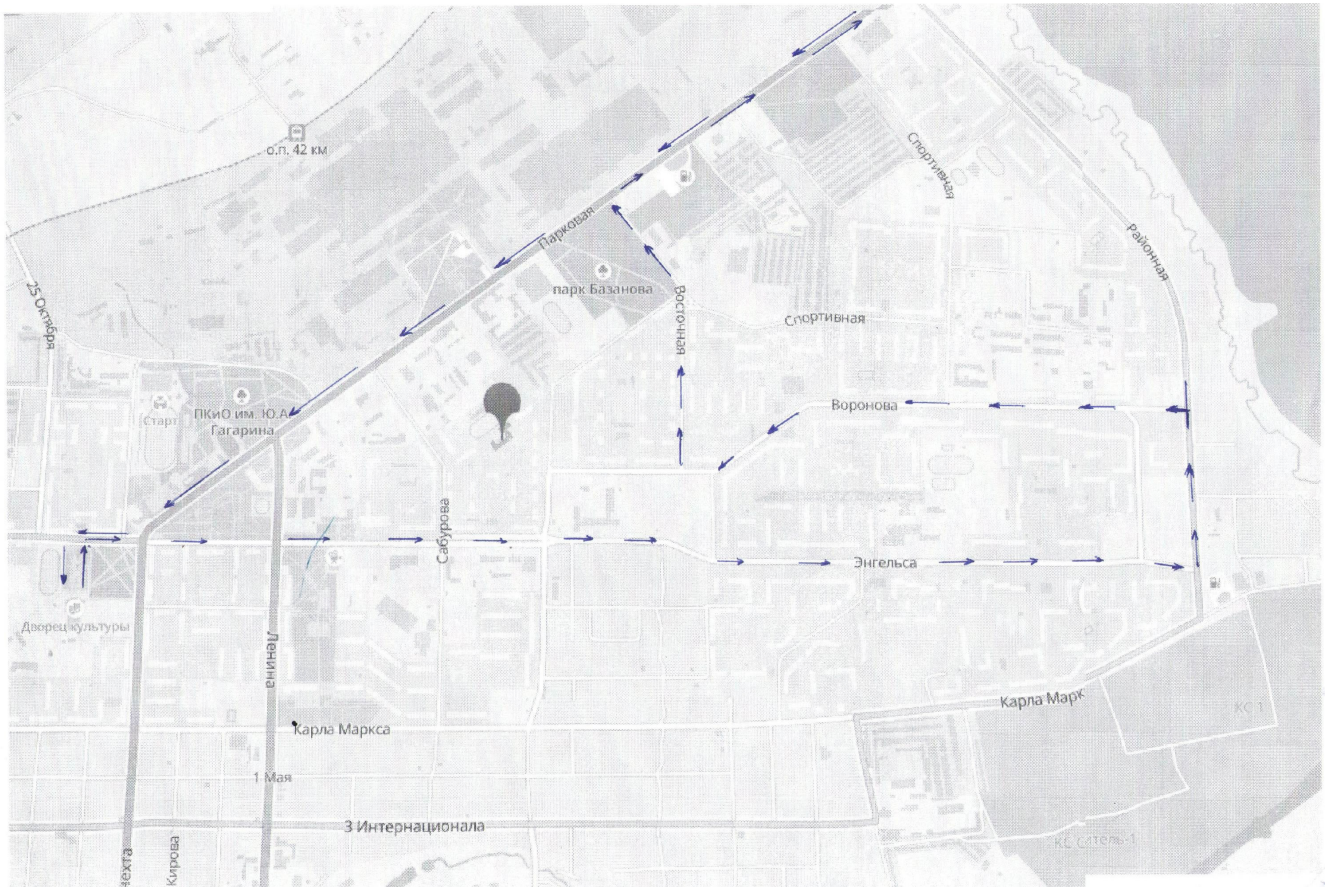 о.п. 42 км
Спортивная
Парковая
Районная
парк Базанова
25 Октября
Восточная
Спортивная
ПКиО им. Ю.А
Гагарина
Старт
Воронова
Сабурова
Энгельса
Дворец культуры
Ленина
Карла Маркса
Карла Марк
КС 1
1 Мая
3 Интернационала
Кирова
нехта